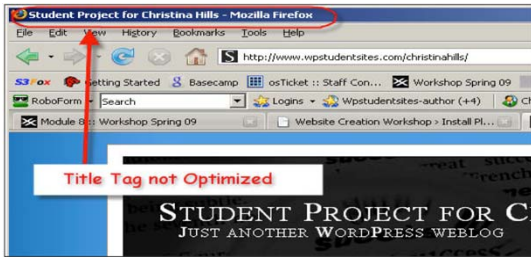 Student Project for Christina Hills - Mozilla Firefox
File Edit View History Bookmarks Tools Help
S http://www.wpstudentsites.com/christinahills/
S3Fox Getting Started Basecamp osTicket :: Staff Con... Workshop Spring 09
RoboForm Search Logins Wpstudentsites-author (+4)
Module 8 :: Workshop Spring 09 Website Creation Workshop › Install Pl...
Title Tag not Optimized
STUDENT PROJECT FOR
JUST ANOTHER WORDPRESS WEBLOG